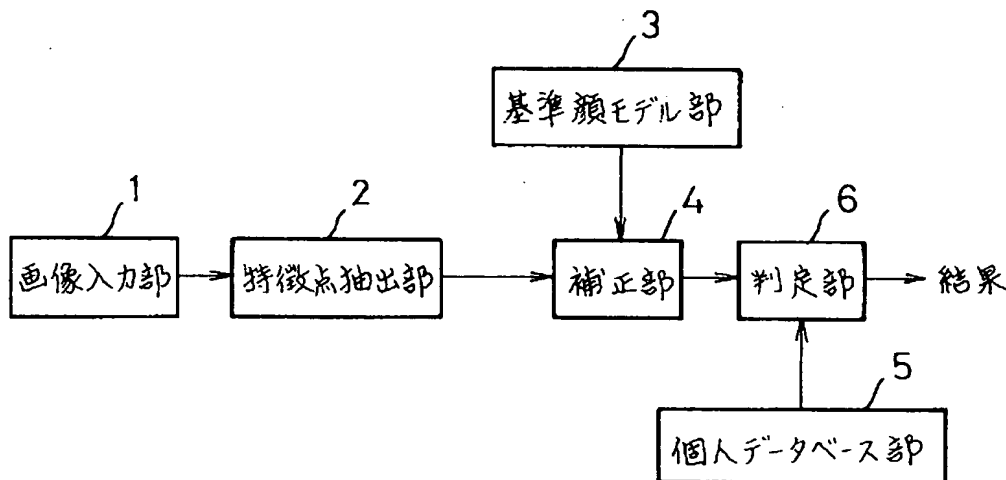 3
基準顔モデル部
1
2
4
6
画像入力部
特徴点抽出部
補正部
判定部
結果
5
個人データベース部